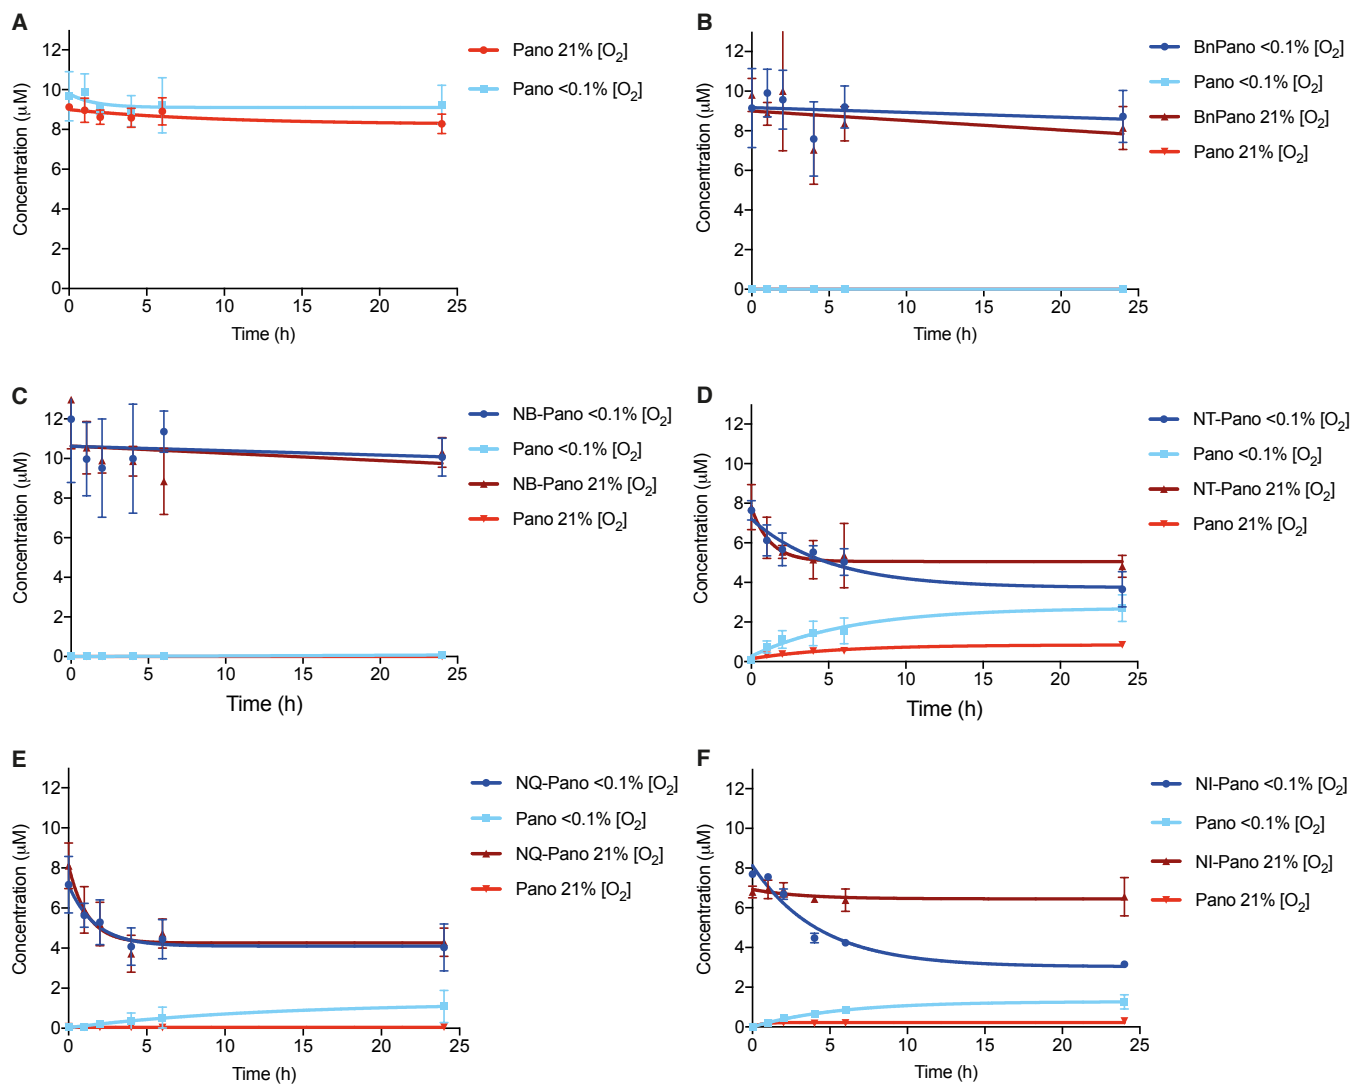 A
Concentration (μM)
12
10
8
6
4
2
0
0 5 10 15 20 25
Time (h)
Pano 21% [O2]
Pano <0.1% [O2]
B
Concentration (μM)
12
10
8
6
4
2
0
0 5 10 15 20 25
Time (h)
BnPano <0.1% [O2]
Pano <0.1% [O2]
BnPano 21% [O2]
Pano 21% [O2]
C
Concentration (μM)
12
10
8
6
4
2
0
0 5 10 15 20 25
Time (h)
NB-Pano <0.1% [O2]
Pano <0.1% [O2]
NB-Pano 21% [O2]
Pano 21% [O2]
D
Concentration (μM)
12
10
8
6
4
2
0
0 5 10 15 20 25
Time (h)
NT-Pano <0.1% [O2]
Pano <0.1% [O2]
NT-Pano 21% [O2]
Pano 21% [O2]
E
Concentration (μM)
12
10
8
6
4
2
0
0 5 10 15 20 25
Time (h)
NQ-Pano <0.1% [O2]
Pano <0.1% [O2]
NQ-Pano 21% [O2]
Pano 21% [O2]
F
Concentration (μM)
12
10
8
6
4
2
0
0 5 10 15 20 25
Time (h)
NI-Pano <0.1% [O2]
Pano <0.1% [O2]
NI-Pano 21% [O2]
Pano 21% [O2]